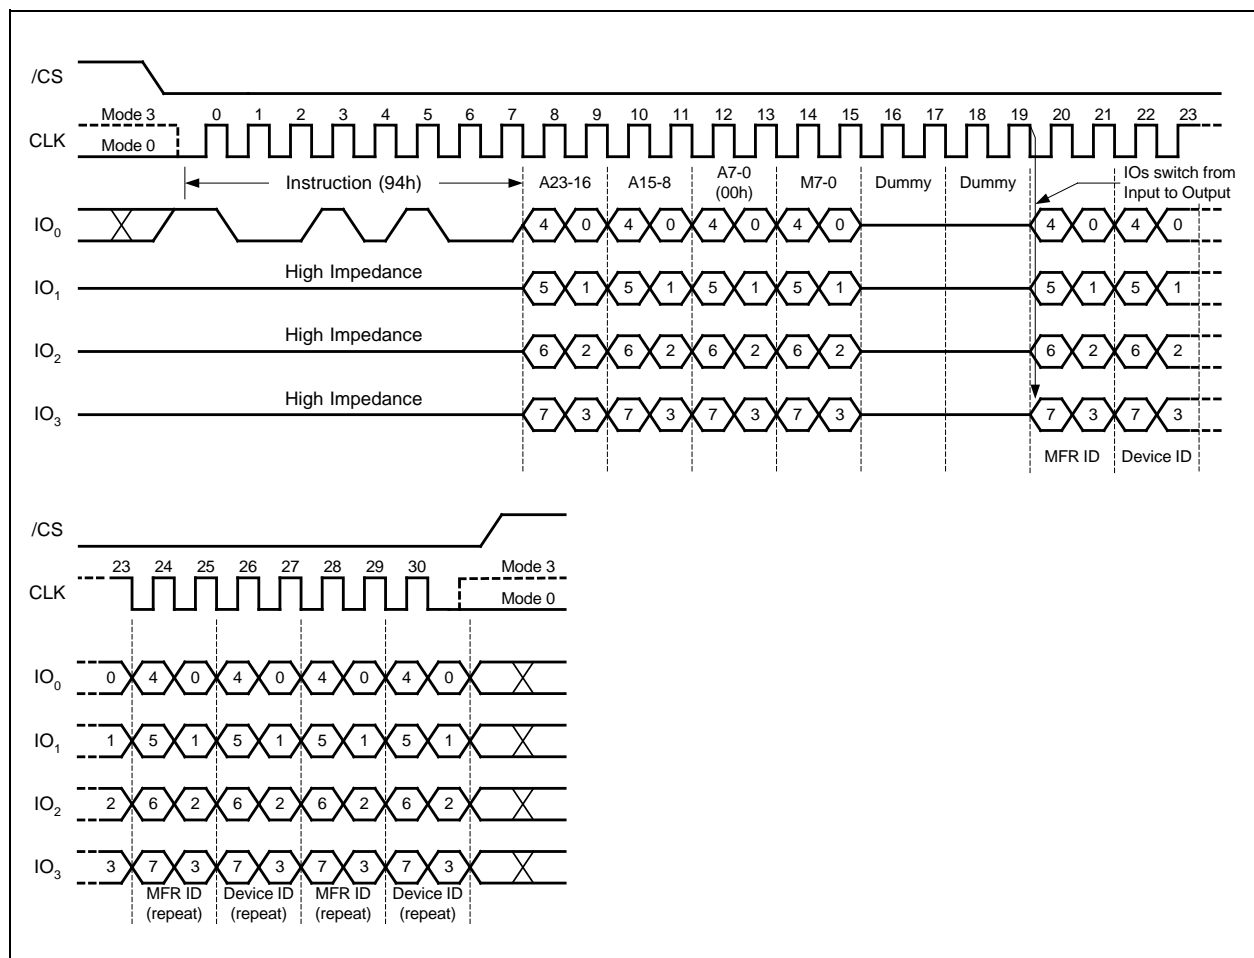 /CS
Mode 3 0 1 2 3 4 5 6 7 8 9 10 11 12 13 14 15 16 17 18 19 20 21 22 23
CLK
Mode 0
Instruction (94h) A23-16 A15-8 A7-0 (00h) M7-0 Dummy Dummy
IOs switch from
Input to Output
IO0 4 0 4 0 4 0 4 0 4 0 4 0
High Impedance
IO1 5 1 5 1 5 1 5 1 5 1 5 1
High Impedance
IO2 6 2 6 2 6 2 6 2 6 2 6 2
High Impedance
IO3 7 3 7 3 7 3 7 3 7 3 7 3
MFR ID Device ID
/CS
23 24 25 26 27 28 29 30 Mode 3
CLK
Mode 0
IO0 0 4 0 4 0 4 0 4 0
IO1 1 5 1 5 1 5 1 5 1
IO2 2 6 2 6 2 6 2 6 2
IO3 3 7 3 7 3 7 3 7 3
MFR ID Device ID MFR ID Device ID
(repeat) (repeat) (repeat) (repeat)